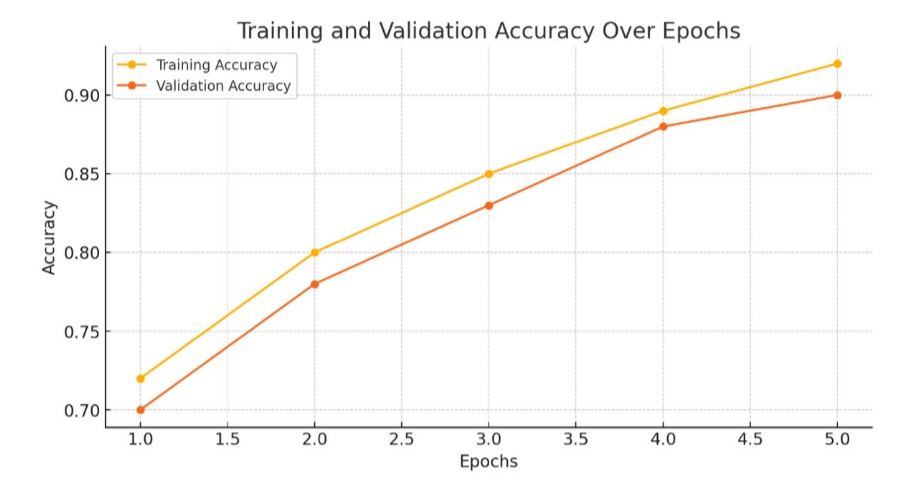 Training and Validation Accuracy Over Epochs
Training Accuracy
Validation Accuracy
Accuracy
0.90
0.85
0.80
0.75
0.70
1.0 1.5 2.0 2.5 3.0 3.5 4.0 4.5 5.0
Epochs